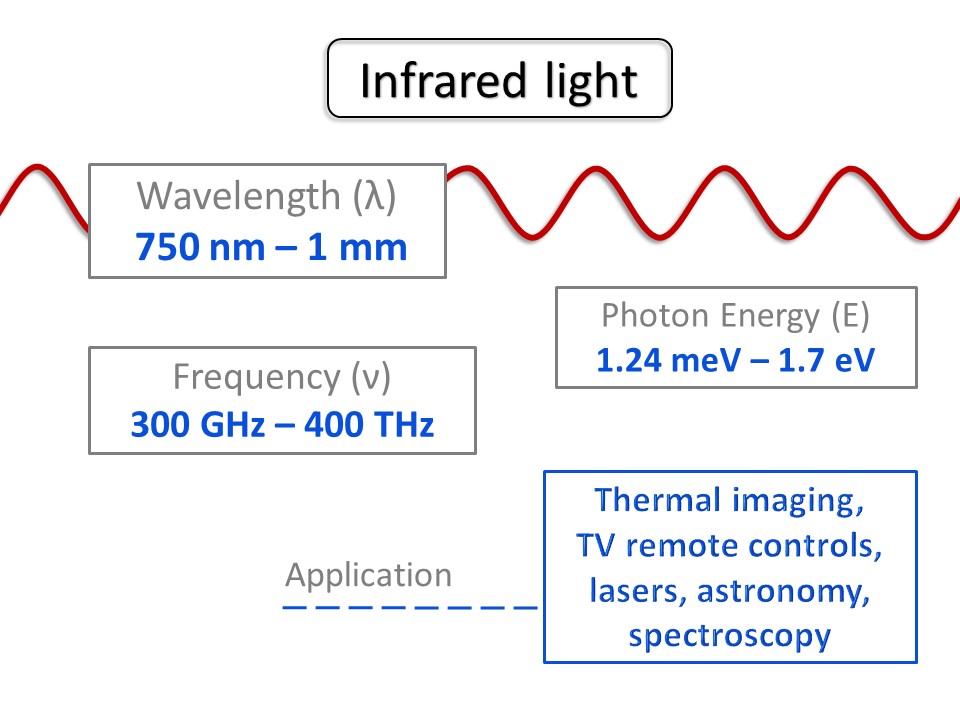 Infrared light
Wavelength (λ)
750 nm – 1 mm
Photon Energy (E)
1.24 meV – 1.7 eV
Frequency (ν)
300 GHz – 400 THz
Application
Thermal imaging,
TV remote controls,
lasers, astronomy,
spectroscopy